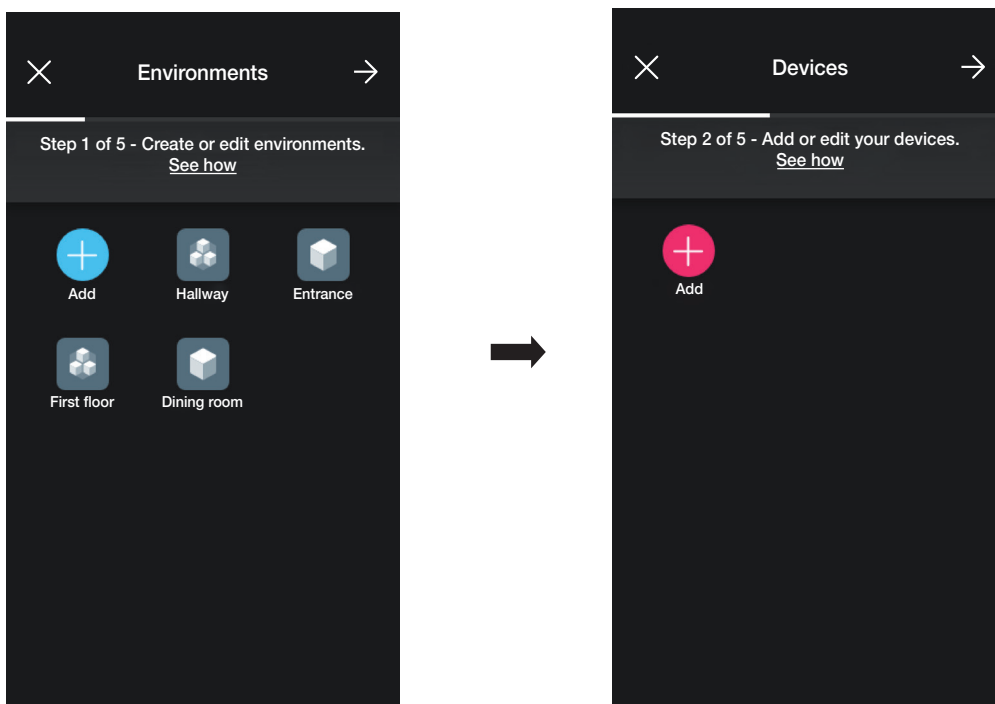 Environments
Step 1 of 5 - Create or edit environments.
See how
Add
Hallway
Entrance
First floor
Dining room
Devices
Step 2 of 5 - Add or edit your devices.
See how
Add